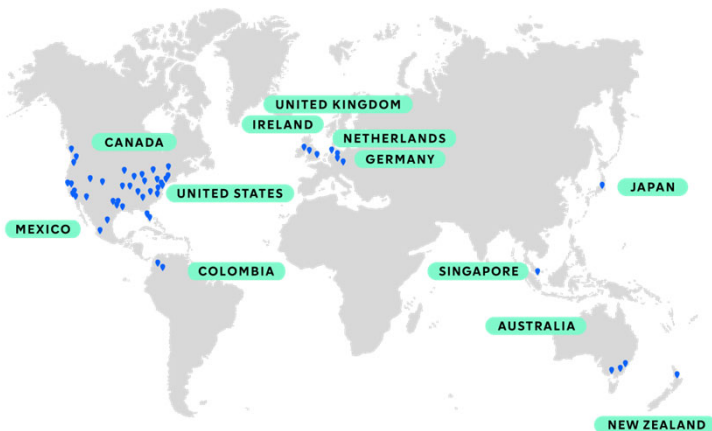 UNITED KINGDOM
IRELAND
NETHERLANDS
CANADA
GERMANY
UNITED STATES
JAPAN
MEXICO
COLOMBIA
SINGAPORE
AUSTRALIA
NEW ZEALAND